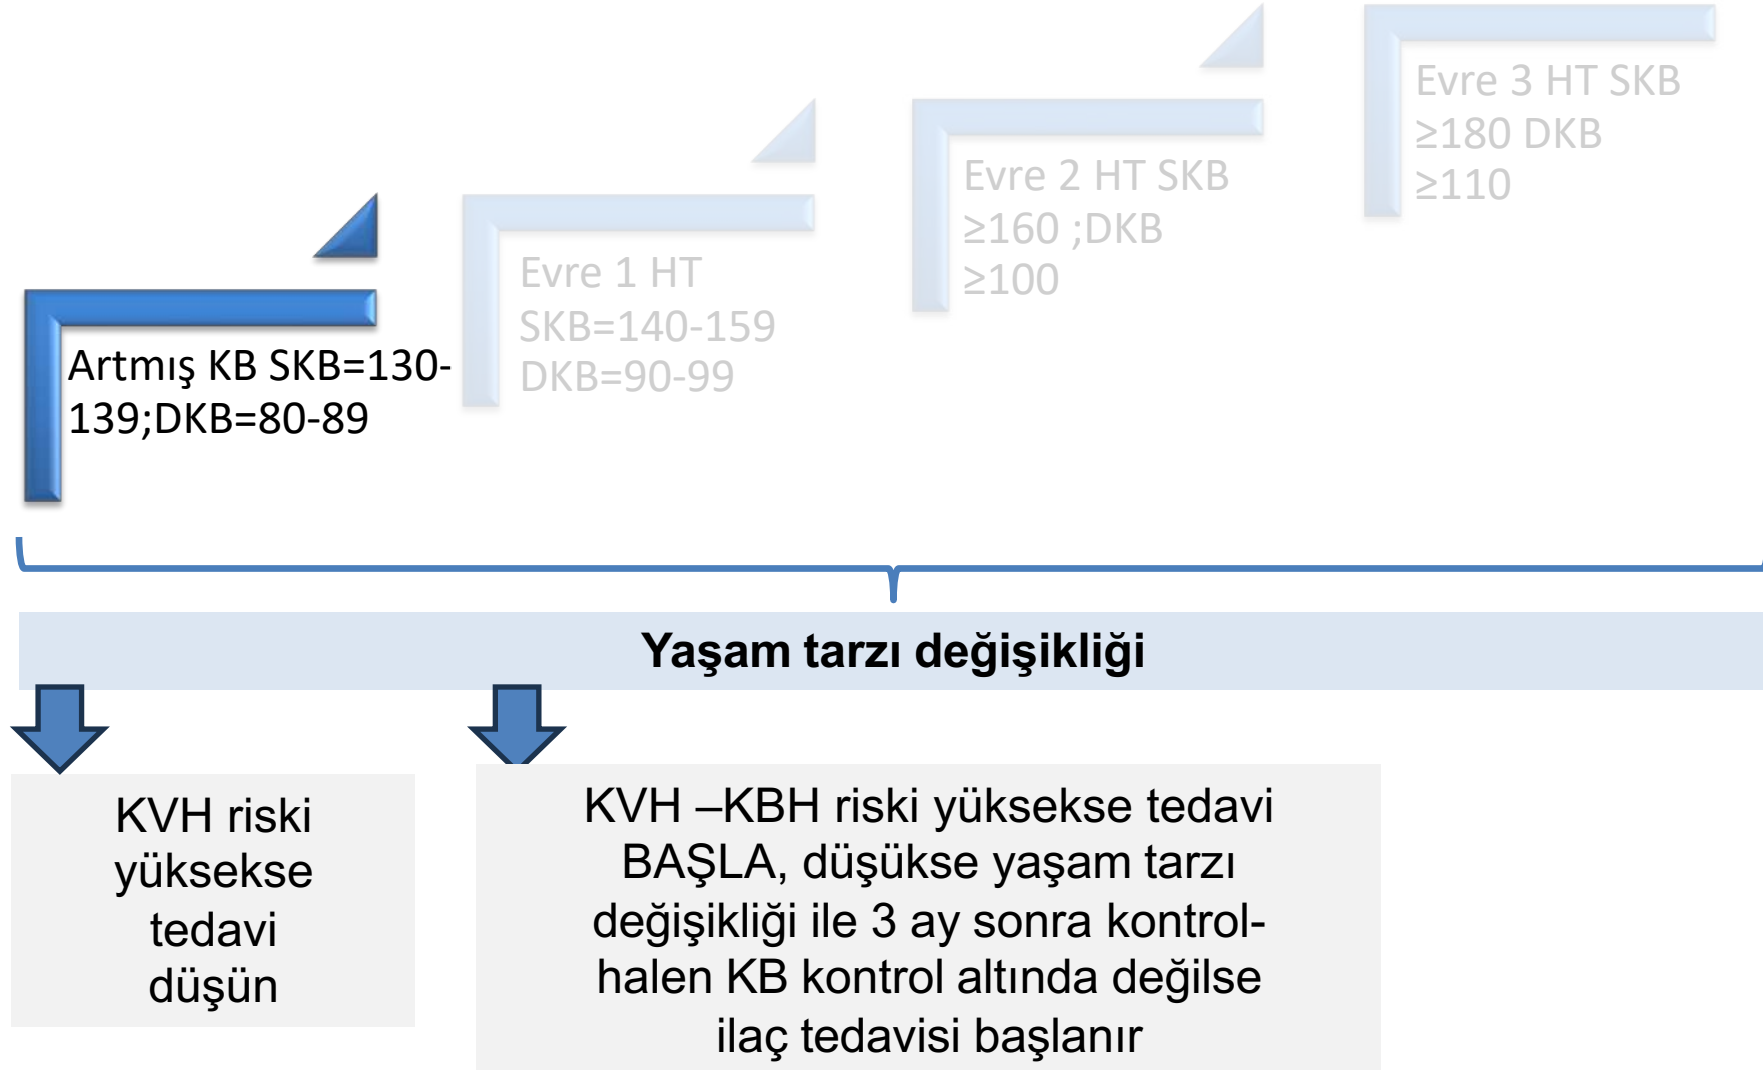 Artmış KB SKB=130-
139;DKB=80-89
Evre 1 HT
SKB=140-159
DKB=90-99
Evre 2 HT SKB
≥160 ;DKB
≥100
Evre 3 HT SKB
≥180 DKB
≥110
Yaşam tarzı değişikliği
KVH riski
yüksekse
tedavi
düşün
KVH –KBH riski yüksekse tedavi
BAŞLA, düşükse yaşam tarzı
değişikliği ile 3 ay sonra kontrol-
halen KB kontrol altında değilse
ilaç tedavisi başlanır